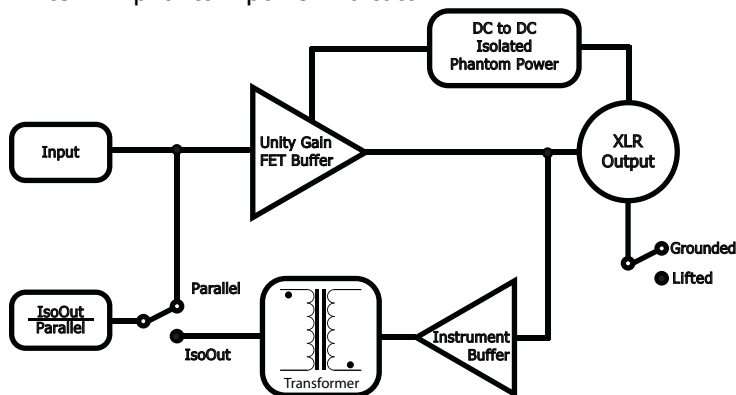 DC to DC
Isolated
Phantom Power
Input
Unity Gain
FET Buffer
XLR
Output
Grounded
Lifted
Parallel
IsoOut
Parallel
IsoOut
Instrument
Buffer
Transformer